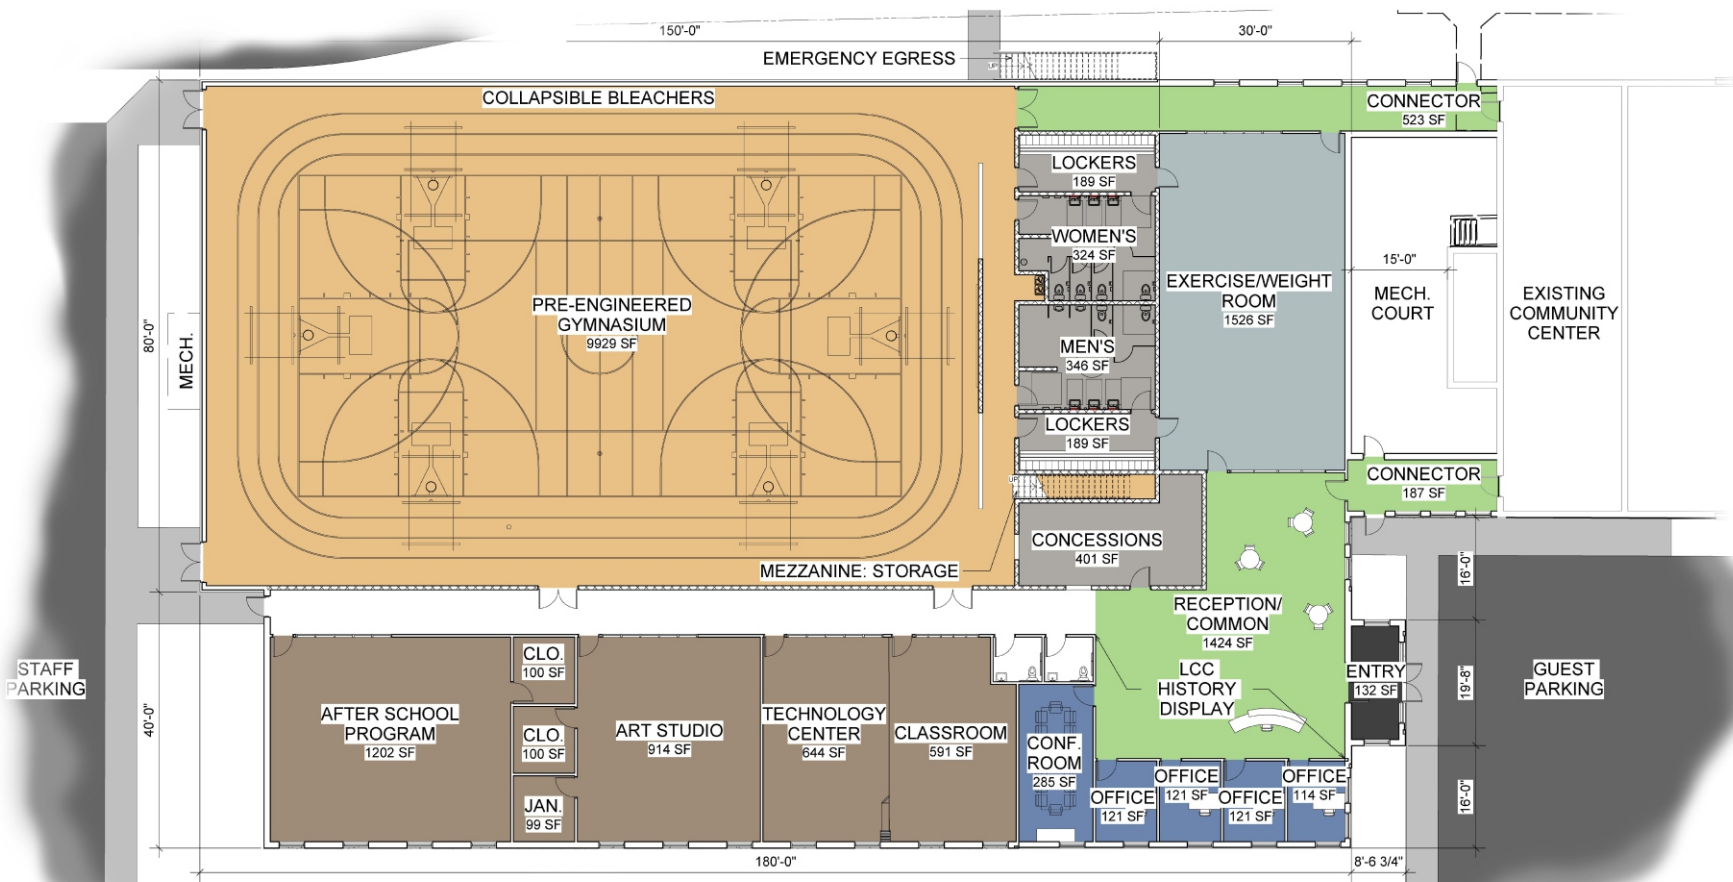 150'-0"
30'-0"
EMERGENCY EGRESS
UP
COLLAPSIBLE BLEACHERS
CONNECTOR
523 SF
LOCKERS
189 SF
WOMEN'S
324 SF
15'-0"
EXERCISE/WEIGHT
ROOM
1526 SF
MECH.
COURT
EXISTING
COMMUNITY
CENTER
PRE-ENGINEERED
GYMNASIUM
9929 SF
80'-0"
MECH.
MEN'S
346 SF
LOCKERS
189 SF
CONNECTOR
187 SF
UP
CONCESSIONS
401 SF
MEZZANINE: STORAGE
16'-0"
RECEPTION/
COMMON
1424 SF
STAFF
PARKING
40'-0"
CLO.
100 SF
AFTER SCHOOL
PROGRAM
1202 SF
CLO.
100 SF
JAN.
99 SF
ART STUDIO
914 SF
TECHNOLOGY
CENTER
644 SF
CLASSROOM
591 SF
LCC
HISTORY
DISPLAY
ENTRY
132 SF
19'-8"
GUEST
PARKING
CONF.
ROOM
285 SF
OFFICE
121 SF
OFFICE
121 SF
OFFICE
121 SF
OFFICE
114 SF
16'-0"
180'-0"
8'-6 3/4"